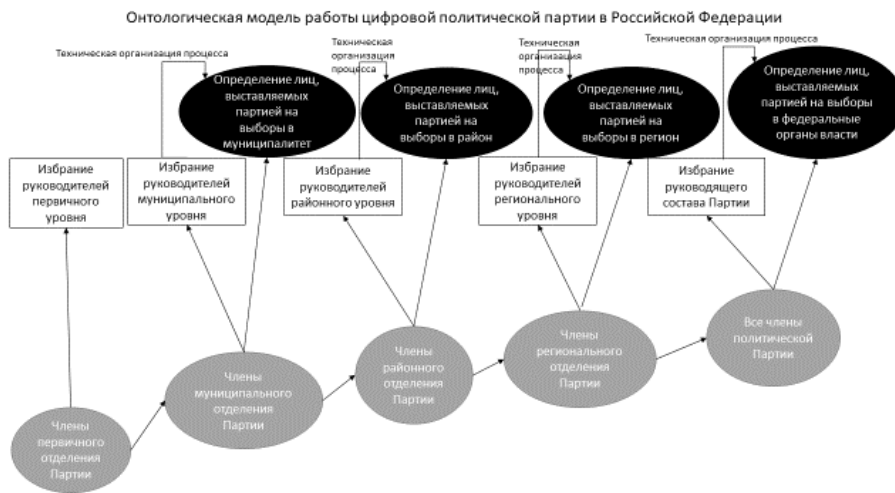 Онтологическая модель работы цифровой политической партии в Российской Федерации
Техническая организация процесса
Определение лиц,
выставляемых
партией на
выборы в
муниципалитет
Техническая
организация
процесса
Определение лиц,
выставляемых
партией на
выборы в район
Техническая
организация
процесса
Определение лиц,
выставляемых
партией на
выборы в регион
Техническая организация процесса
Определение лиц,
выставляемых
партией на выборы
в федеральные
органы власти
Избрание
руководителей
первичного
уровня
Избрание
руководителей
муниципального
уровня
Избрание
руководителей
районного уровня
Избрание
руководителей
регионального
уровня
Избрание
руководящего
состава Партии
Члены
первичного
отделения
Партии
Члены
муниципального
отделения
Партии
Члены
районного
отделения
Партии
Члены
регионального
отделения
Партии
Все члены
политической
Партии